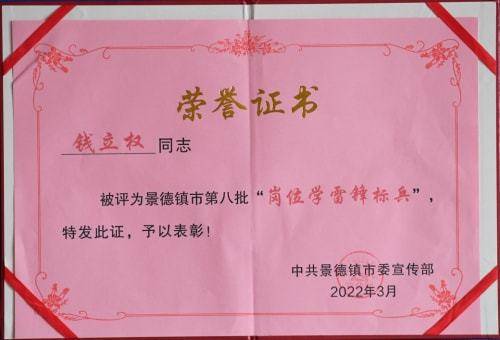 荣誉证书
钱立权 同志
被评为景德镇市第八批“岗位学雷锋标兵”，
特发此证，予以表彰！
中共景德镇市委宣传部
2022年3月